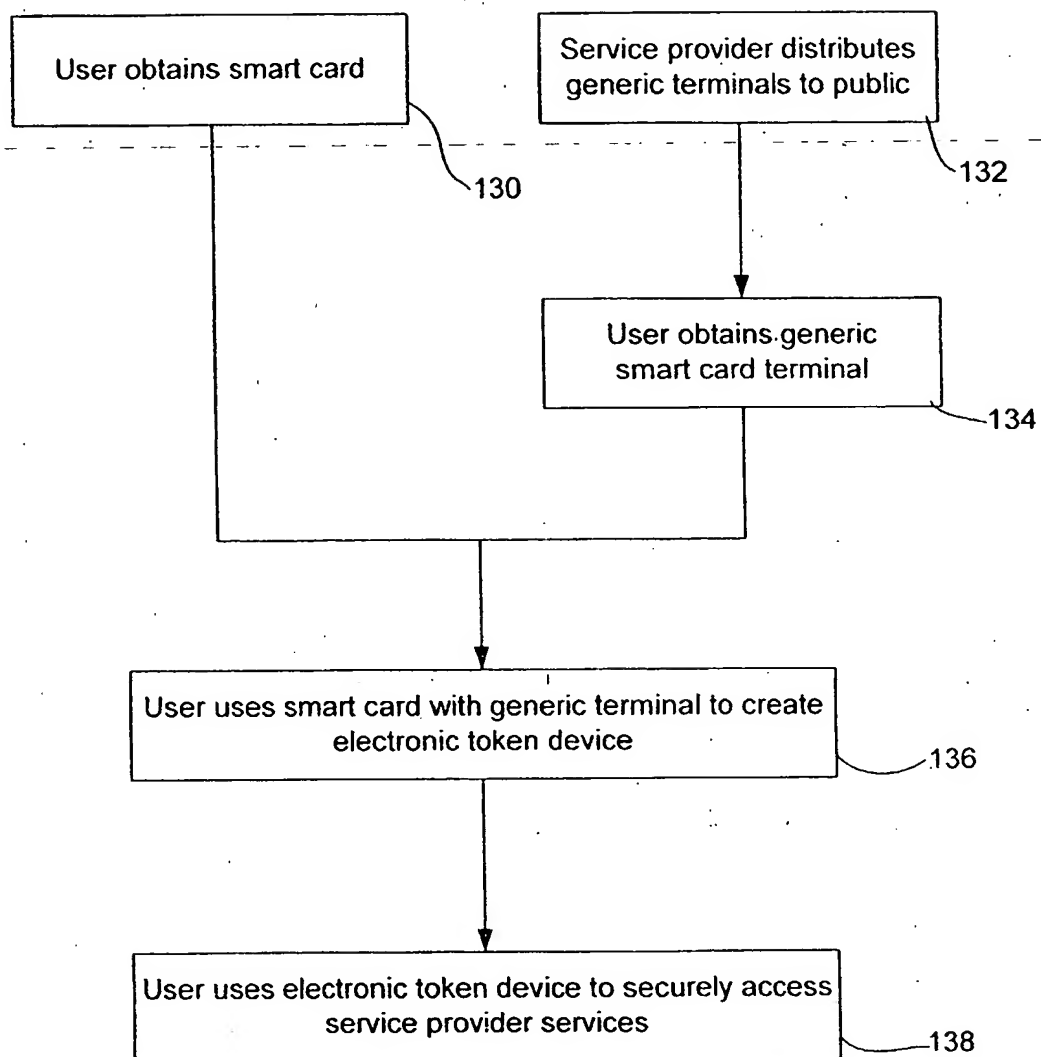 User obtains smart card
130
Service provider distributes
generic terminals to public
132
User obtains generic
smart card terminal
134
User uses smart card with generic terminal to create
electronic token device
136
User uses electronic token device to securely access
service provider services
138